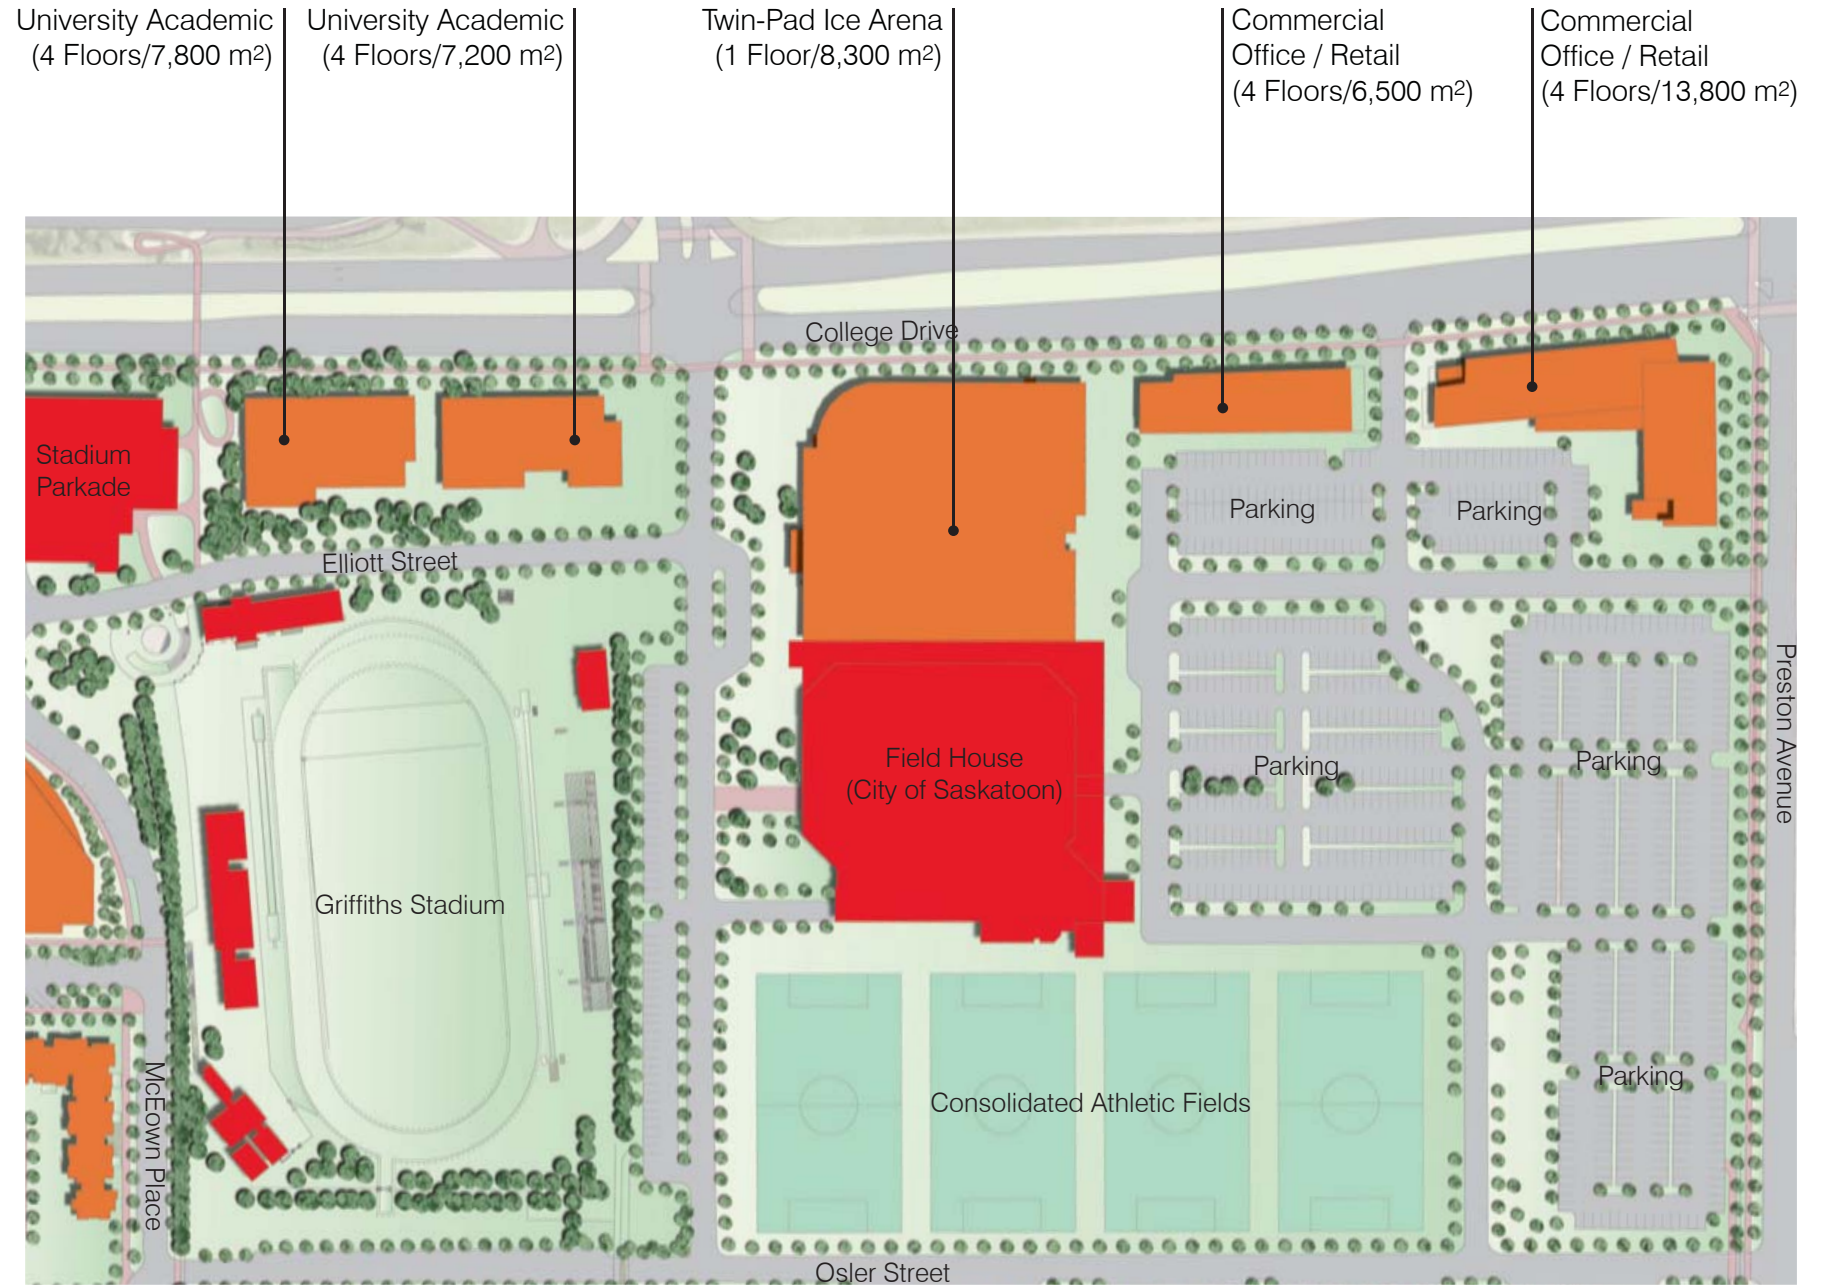 University Academic
(4 Floors/7,800 m²)
University Academic
(4 Floors/7,200 m²)
Twin-Pad Ice Arena
(1 Floor/8,300 m²)
Commercial
Office / Retail
(4 Floors/6,500 m²)
Commercial
Office / Retail
(4 Floors/13,800 m²)
College Drive
Stadium
Parkade
Elliott Street
Parking
Parking
Preston Avenue
Field House
(City of Saskatoon)
Parking
Parking
Griffiths Stadium
McEown Place
Consolidated Athletic Fields
Parking
Osler Street